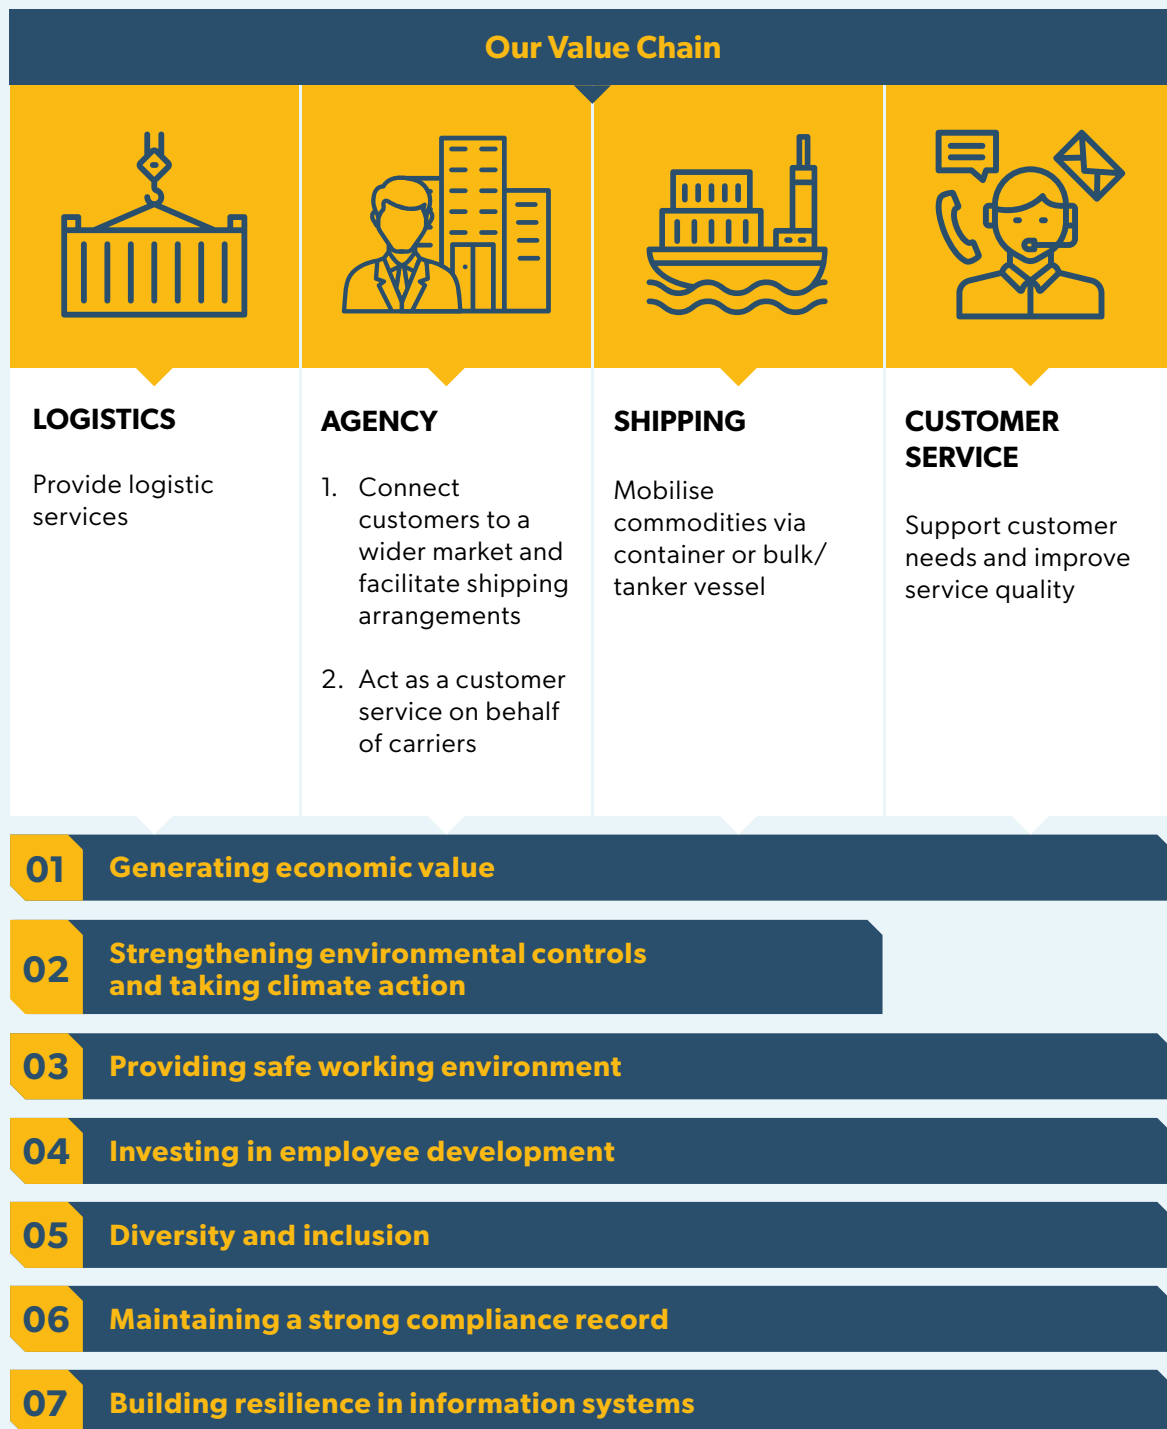 Our Value Chain
LOGISTICS
Provide logistic
services
AGENCY
1. Connect
customers to a
wider market and
facilitate shipping
arrangements
2. Act as a customer
service on behalf
of carriers
SHIPPING
Mobilise
commodities via
container or bulk/
tanker vessel
CUSTOMER
SERVICE
Support customer
needs and improve
service quality
01 Generating economic value
02 Strengthening environmental controls
and taking climate action
03 Providing safe working environment
04 Investing in employee development
05 Diversity and inclusion
06 Maintaining a strong compliance record
07 Building resilience in information systems